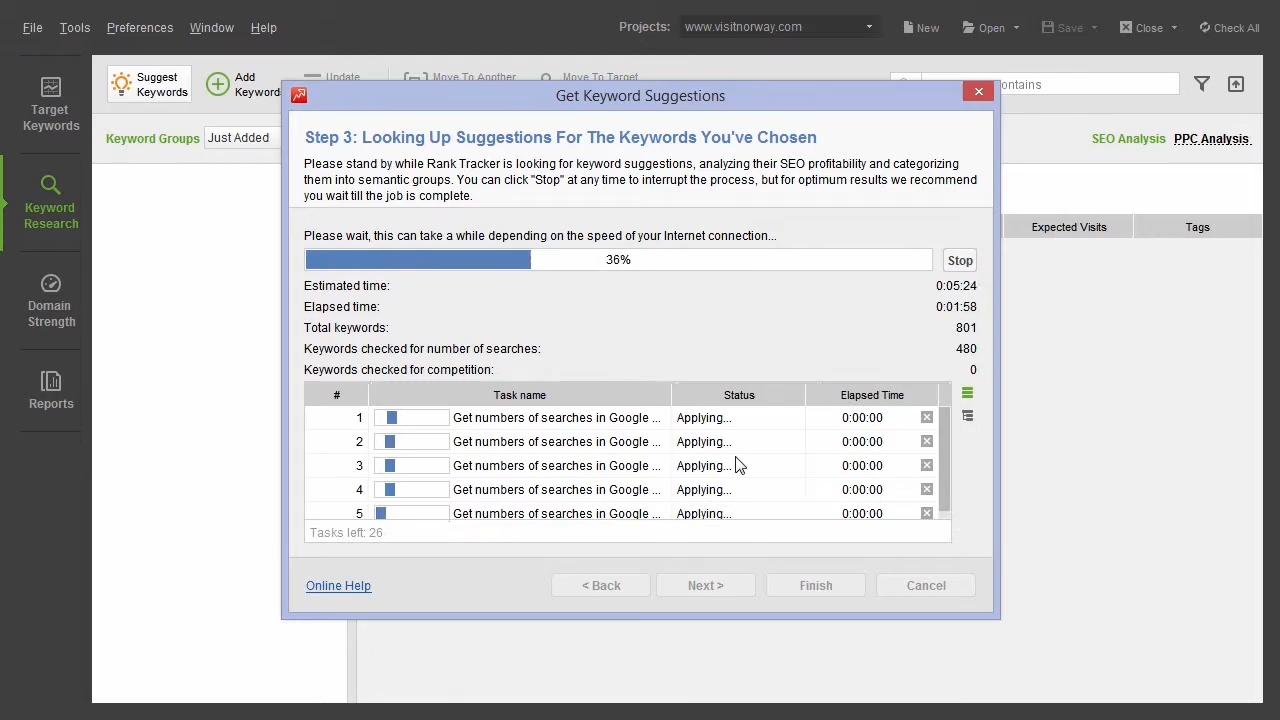 File Tools Preferences Window Help Projects: www.visitnorway.com New Open Save Close Check All
Suggest Keywords
Add Keyword
Update
Move To Another
Move To Target
ontains
Target Keywords
Keyword Groups Just Added
SEO Analysis PPC Analysis
Keyword Research
Domain Strength
Reports
Expected Visits Tags
Get Keyword Suggestions
Step 3: Looking Up Suggestions For The Keywords You've Chosen
Please stand by while Rank Tracker is looking for keyword suggestions, analyzing their SEO profitability and categorizing
them into semantic groups. You can click "Stop" at any time to interrupt the process, but for optimum results we recommend
you wait till the job is complete.
Please wait, this can take a while depending on the speed of your Internet connection...
36% Stop
Estimated time: 0:05:24
Elapsed time: 0:01:58
Total keywords: 801
Keywords checked for number of searches: 480
Keywords checked for competition: 0
# Task name Status Elapsed Time
1 Get numbers of searches in Google ... Applying... 0:00:00
2 Get numbers of searches in Google ... Applying... 0:00:00
3 Get numbers of searches in Google ... Applying... 0:00:00
4 Get numbers of searches in Google ... Applying... 0:00:00
5 Get numbers of searches in Google ... Applying... 0:00:00
Tasks left: 26
Online Help < Back Next > Finish Cancel